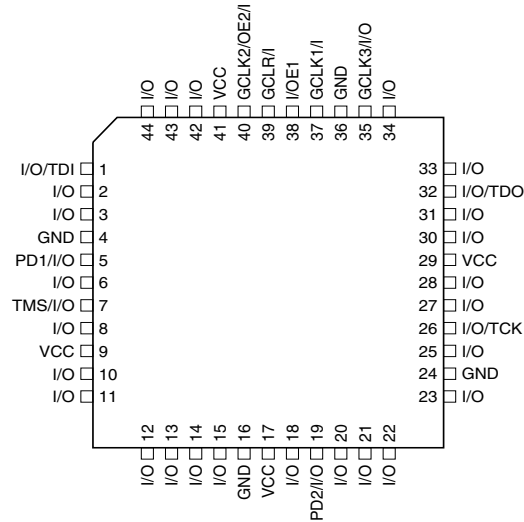 I/O
I/O
I/O
VCC
GCLK2/OE2/I
GCLR/I
I/OE1
GCLK1/I
GND
GCLK3/I/O
I/O
44
43
42
41
40
39
38
37
36
35
34
I/O/TDI 1
I/O 2
I/O 3
GND 4
PD1/I/O 5
I/O 6
TMS/I/O 7
I/O 8
VCC 9
I/O 10
I/O 11
33 I/O
32 I/O/TDO
31 I/O
30 I/O
29 VCC
28 I/O
27 I/O
26 I/O/TCK
25 I/O
24 GND
23 I/O
12
13
14
15
16
17
18
19
20
21
22
I/O
I/O
I/O
I/O
GND
VCC
I/O
PD2/I/O
I/O
I/O
I/O